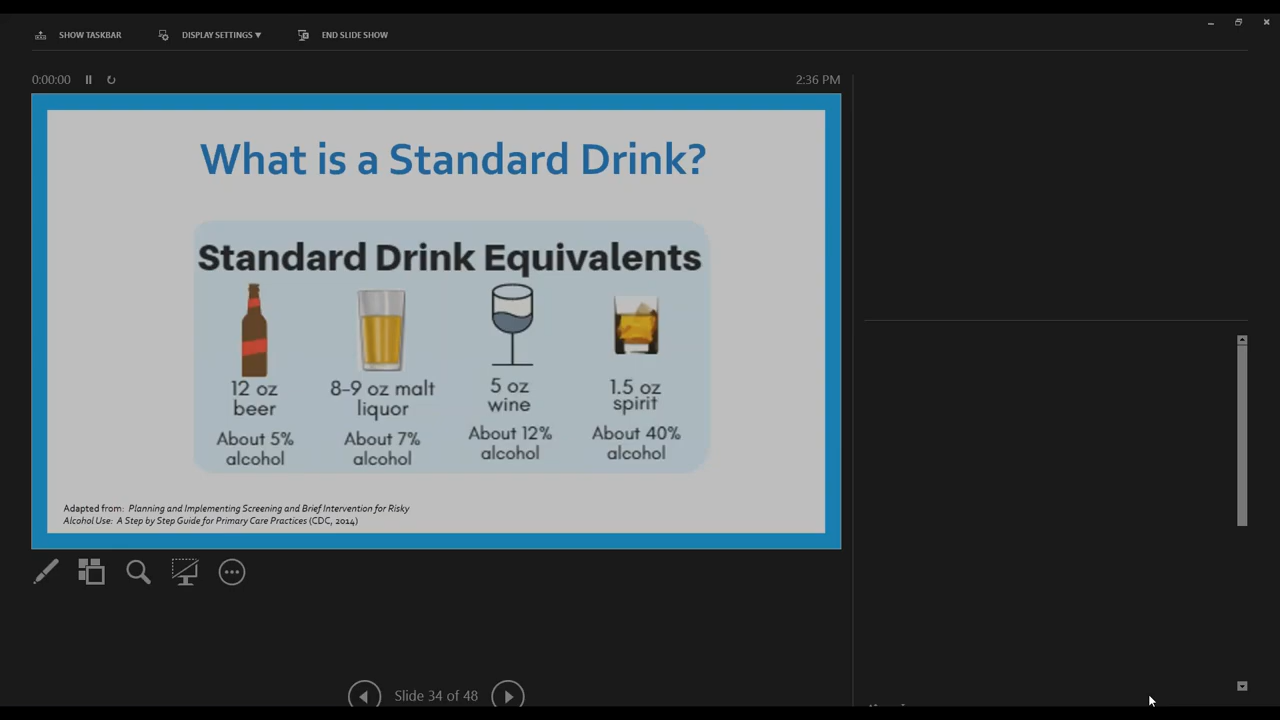 SHOW TASKBAR DISPLAY SETTINGS ▼ END SLIDE SHOW
0:00:00 2:36 PM
What is a Standard Drink?
Standard Drink Equivalents
12 oz
beer
About 5%
alcohol
8-9 oz malt
liquor
About 7%
alcohol
5 oz
wine
About 12%
alcohol
1.5 oz
spirit
About 40%
alcohol
Adapted from: Planning and Implementing Screening and Brief Intervention for Risky
Alcohol Use: A Step by Step Guide for Primary Care Practices (CDC, 2014)
Slide 34 of 48